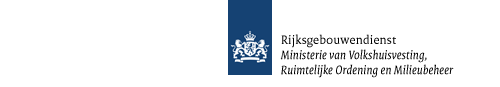 Rijksgebouwendienst
Ministerie van Volkshuisvesting,
Ruimtelijke Ordening en Milieubeheer